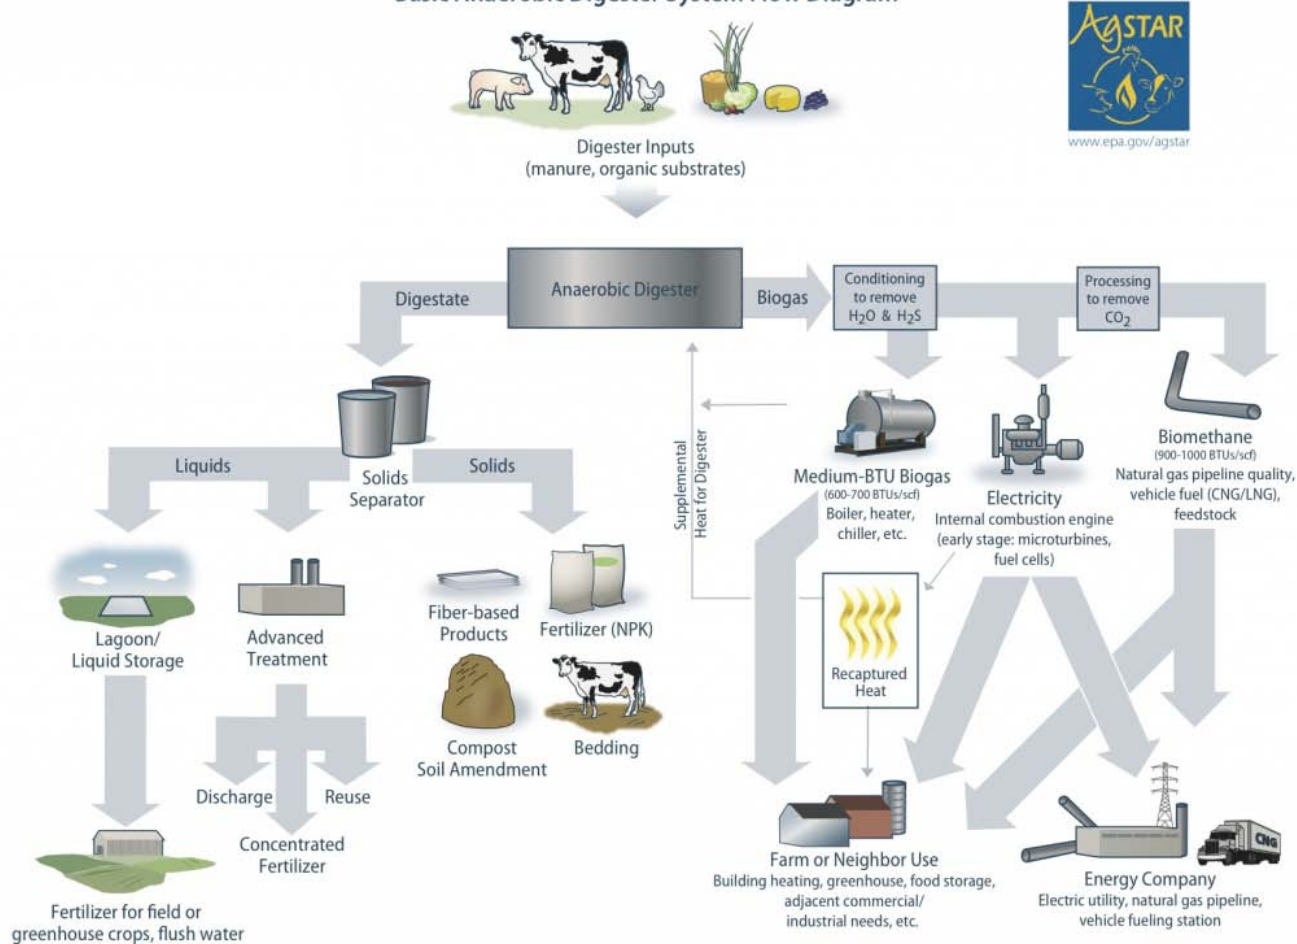 Basic Anaerobic Digester System Flow Diagram
AgSTAR
www.epa.gov/agstar
Digester Inputs
(manure, organic substrates)
Digestate
Anaerobic Digester
Biogas
Conditioning
to remove
H₂O & H₂S
Processing
to remove
CO₂
Liquids
Solids
Separator
Solids
Supplemental
Heat for Digester
Medium-BTU Biogas
(600-700 BTUs/scf)
Boiler, heater,
chiller, etc.
Electricity
Internal combustion engine
(early stage: microturbines,
fuel cells)
Biomethane
(900-1000 BTUs/scf)
Natural gas pipeline quality,
vehicle fuel (CNG/LNG),
feedstock
Lagoon/
Liquid Storage
Advanced
Treatment
Fiber-based
Products
Fertilizer (NPK)
Compost
Soil Amendment
Bedding
Recaptured
Heat
Discharge
Reuse
Concentrated
Fertilizer
Fertilizer for field or
greenhouse crops, flush water
Farm or Neighbor Use
Building heating, greenhouse, food storage,
adjacent commercial/
industrial needs, etc.
CNG
Energy Company
Electric utility, natural gas pipeline,
vehicle fueling station